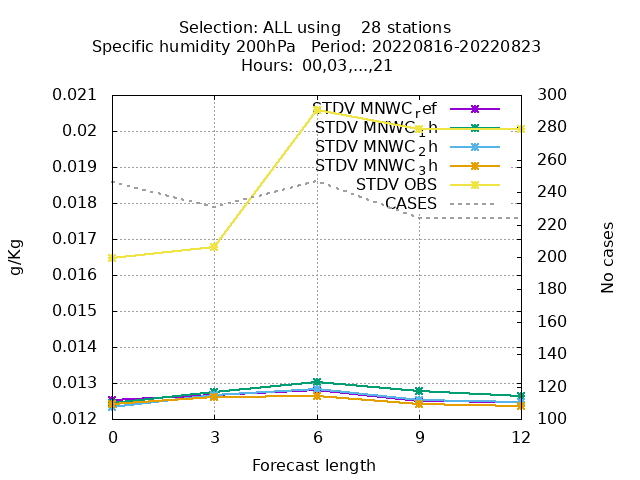 Selection: ALL using    28 stations
Specific humidity 200hPa   Period: 20220816-20220823
Hours:  00,03,...,21
0.021
0.02
0.019
0.018
0.017
0.016
0.015
0.014
0.013
0.012
300
280
260
240
220
200
180
160
140
120
100
STDV MNWC_ref
STDV MNWC_1h
STDV MNWC_2h
STDV MNWC_3h
STDV OBS
CASES
g/Kg
No cases
0 3 6 9 12
Forecast length